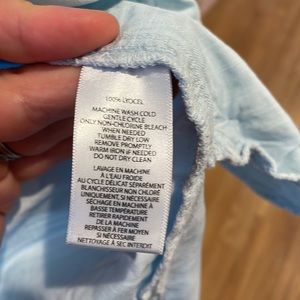 100% LYOCEL
MACHINE WASH COLD
GENTLE CYCLE
ONLY NON-CHLORINE BLEACH
WHEN NEEDED
TUMBLE DRY LOW
REMOVE PROMPTLY
WARM IRON IF NEEDED
DO NOT DRY CLEAN
LAVAGE EN MACHINE
À L'EAU FROIDE
AU CYCLE DÉLICAT SÉPARÉMENT
BLANCHISSEUR NON CHLORÉ
UNIQUEMENT, SI NÉCESSAIRE
SÉCHAGE EN MACHINE À
BASSE TEMPÉRATURE
RETIRER RAPIDEMENT
DE LA MACHINE
REPASSER À FER MOYEN
SI NÉCESSAIRE
NETTOYAGE À SEC INTERDIT